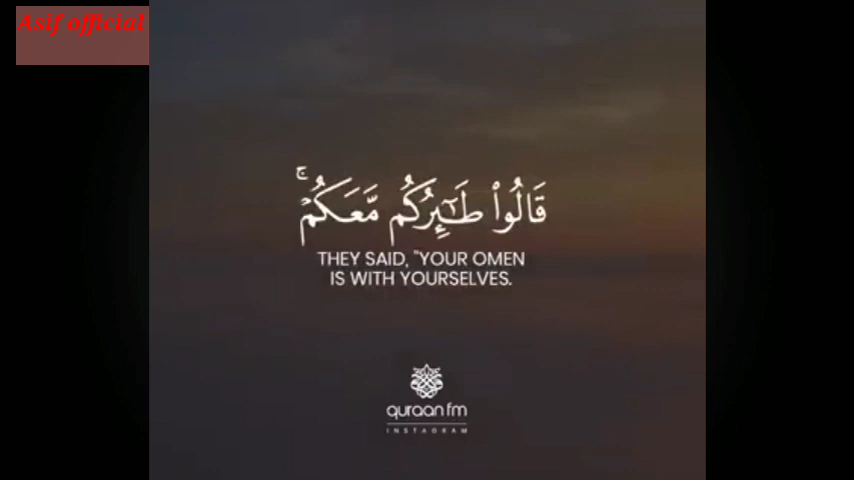 Asif official
قَالُوا۟ طَـٰٓئِرُكُم مَّعَكُمْ ۚ
THEY SAID, "YOUR OMEN
IS WITH YOURSELVES.
quraan fm
INSTAGRAM